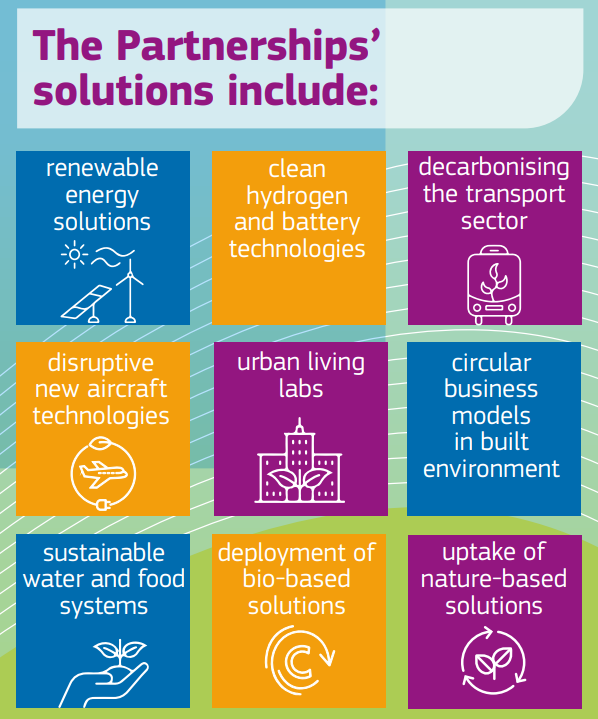 The Partnerships’
solutions include:
renewable
energy
solutions
clean
hydrogen
and battery
technologies
decarbonising
the transport
sector
disruptive
new aircraft
technologies
urban living
labs
circular
business
models
in built
environment
sustainable
water and food
systems
deployment of
bio-based
solutions
uptake of
nature-based
solutions